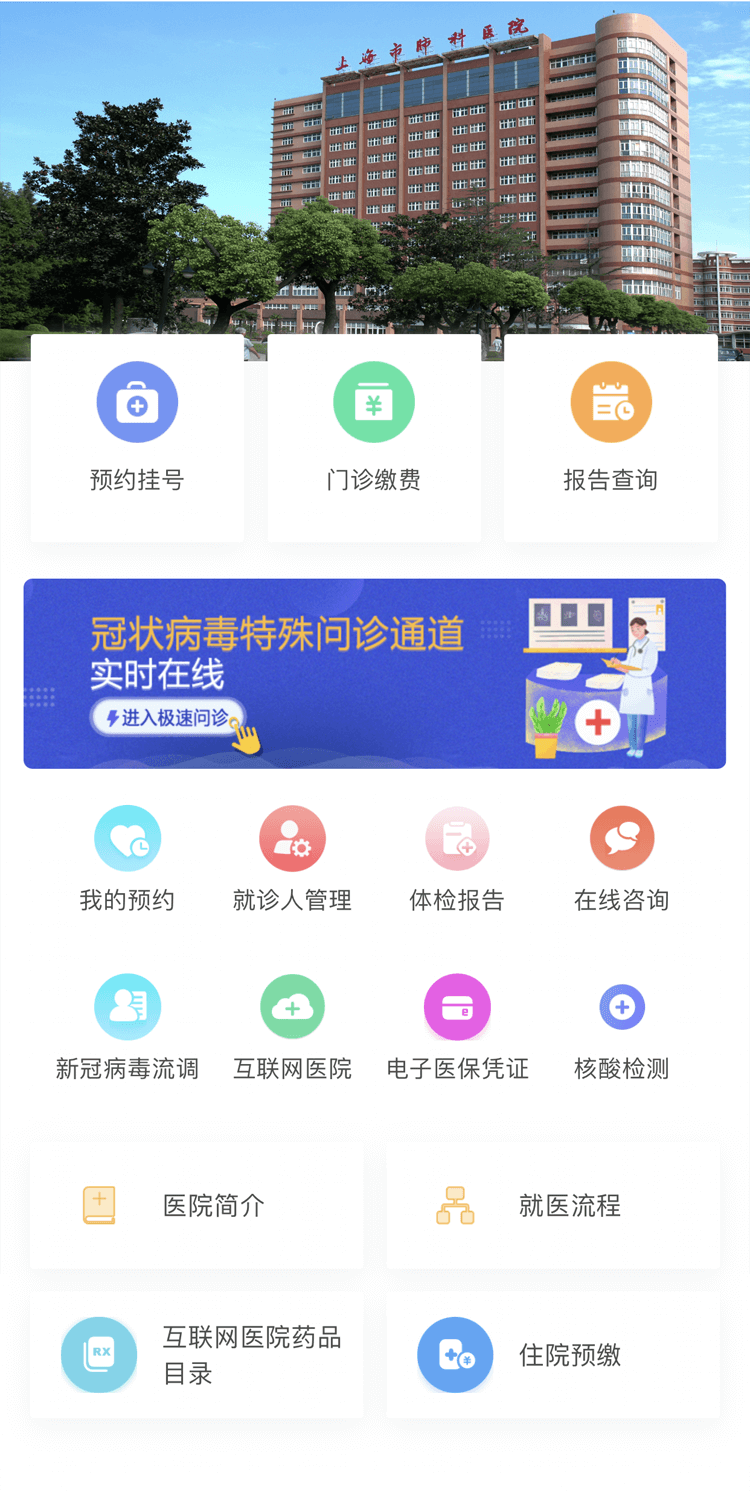 上海市肺科医院
预约挂号
门诊缴费
报告查询
冠状病毒特殊问诊通道
实时在线
进入极速问诊
我的预约
就诊人管理
体检报告
在线咨询
新冠病毒流调
互联网医院
电子医保凭证
核酸检测
医院简介
就医流程
RX
互联网医院药品
目录
住院预缴